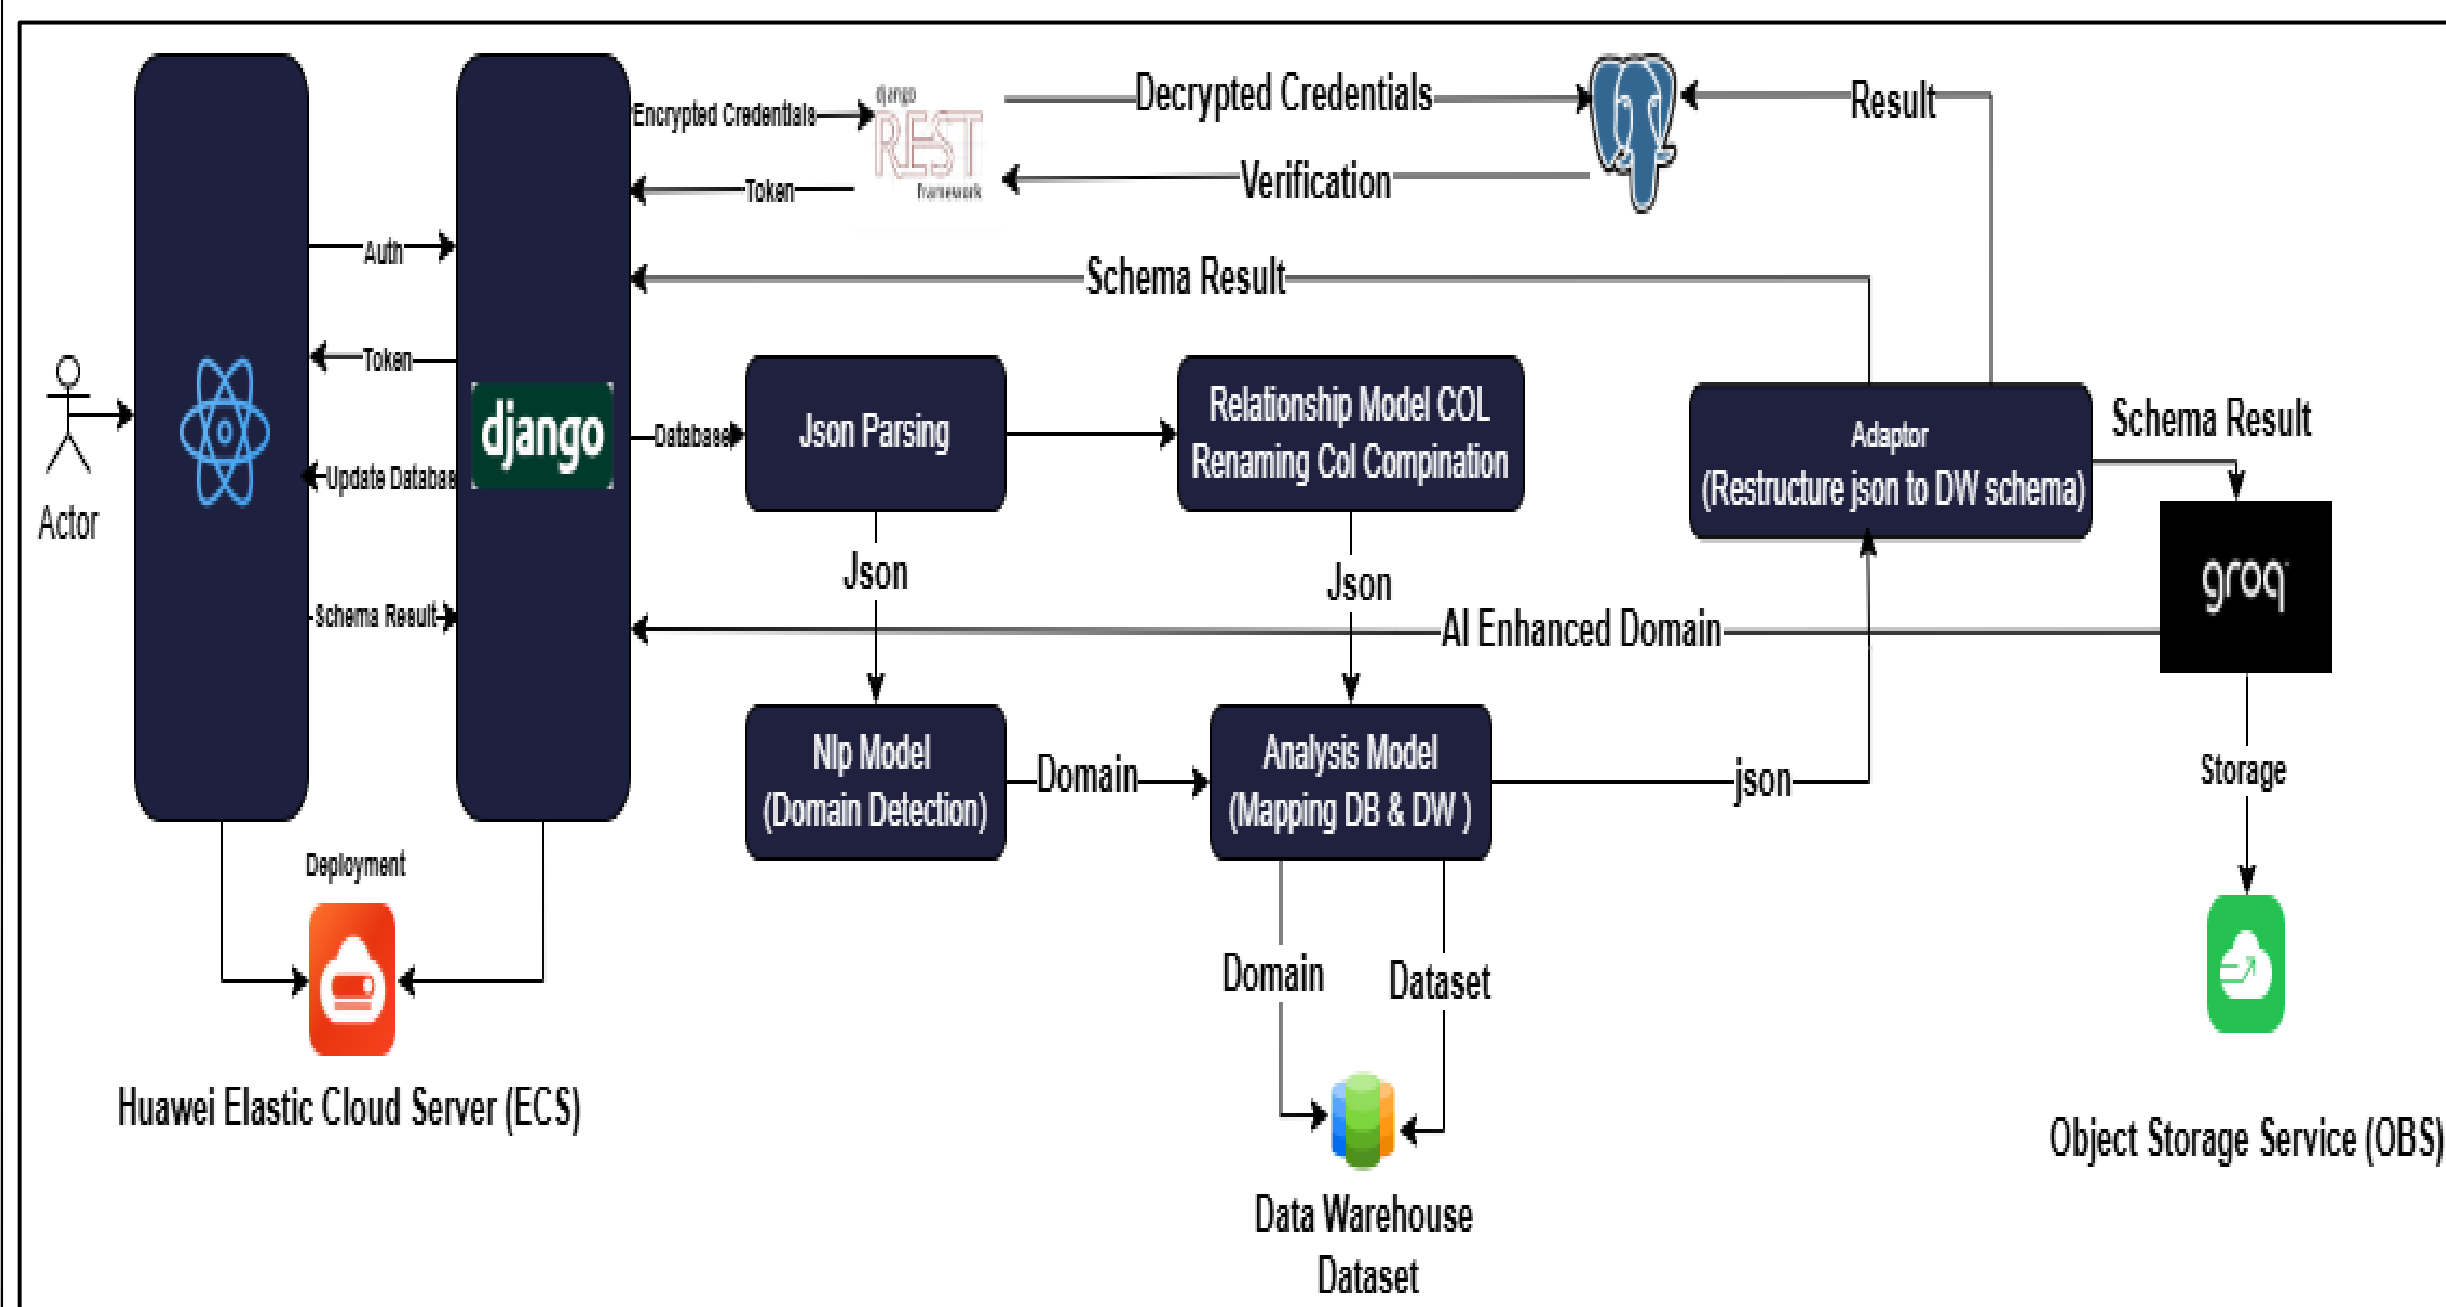 django
REST
framework
Encrypted Credentials
Decrypted Credentials
Result
Token
Verification
Auth
Schema Result
Token
Update Database
Schema Result
Actor
django
Database
Json Parsing
Relationship Model COL
Renaming Col Compination
Adaptor
(Restructure json to DW schema)
Schema Result
groq
Json
Json
AI Enhanced Domain
Nlp Model
(Domain Detection)
Domain
Analysis Model
(Mapping DB & DW )
json
Storage
Deployment
Domain
Dataset
Huawei Elastic Cloud Server (ECS)
Object Storage Service (OBS)
Data Warehouse
Dataset